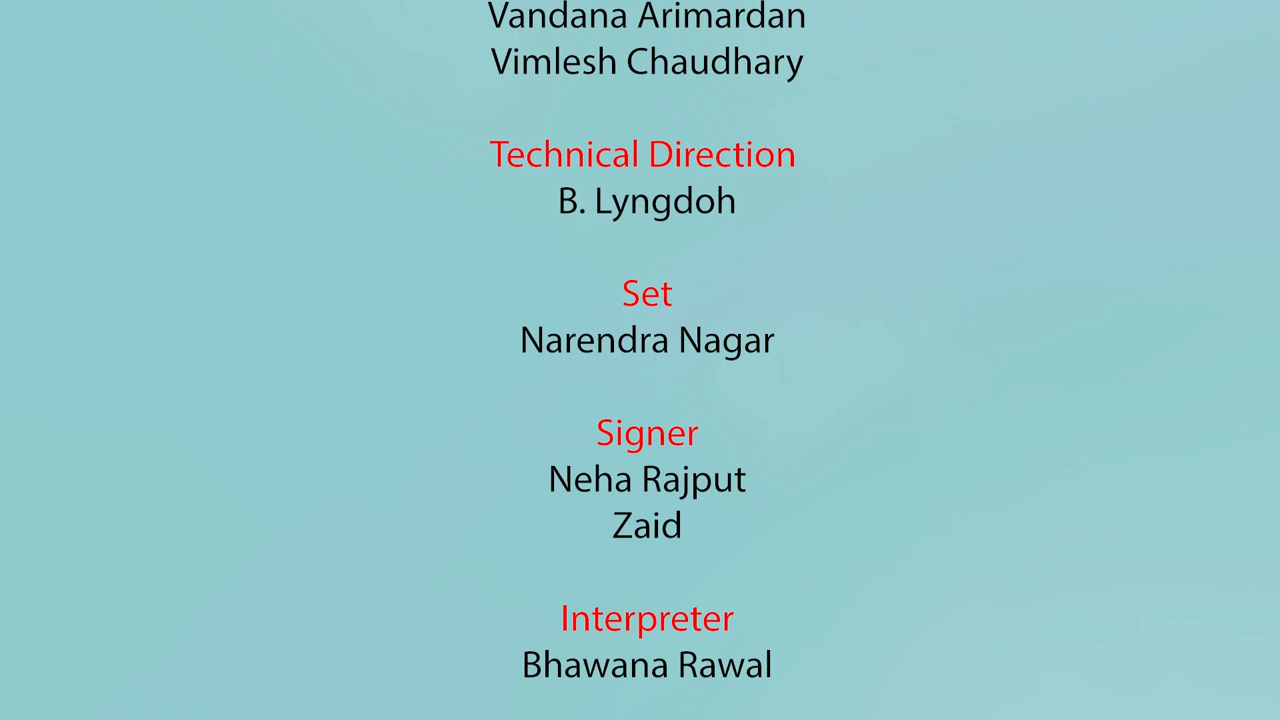 Vandana Arimardan
Vimlesh Chaudhary
Technical Direction
B. Lyngdoh
Set
Narendra Nagar
Signer
Neha Rajput
Zaid
Interpreter
Bhawana Rawal